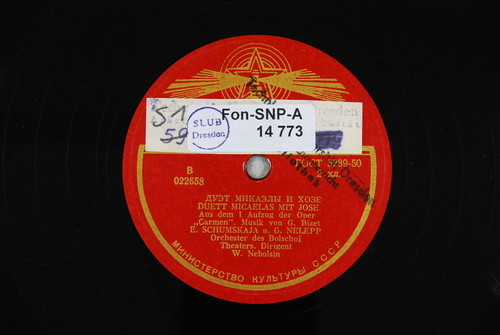 S1
59
SLUB
Dresden
Fon-SNP-A
14 773
В
022658
ГОСТ 5289-50
ДУЭТ МИКАЭЛЫ И ХОЗЕ
DUETT MICAELAS MIT JOSE
Aus dem I Aufzug der Oper
„Carmen". Musik von G. Bizet
E. SCHUMSKAJA u. G. NELEPP
Orchester des Bolschoj
Theaters. Dirigent
W. Nebolsin
МИНИСТЕРСТВО КУЛЬТУРЫ СССР